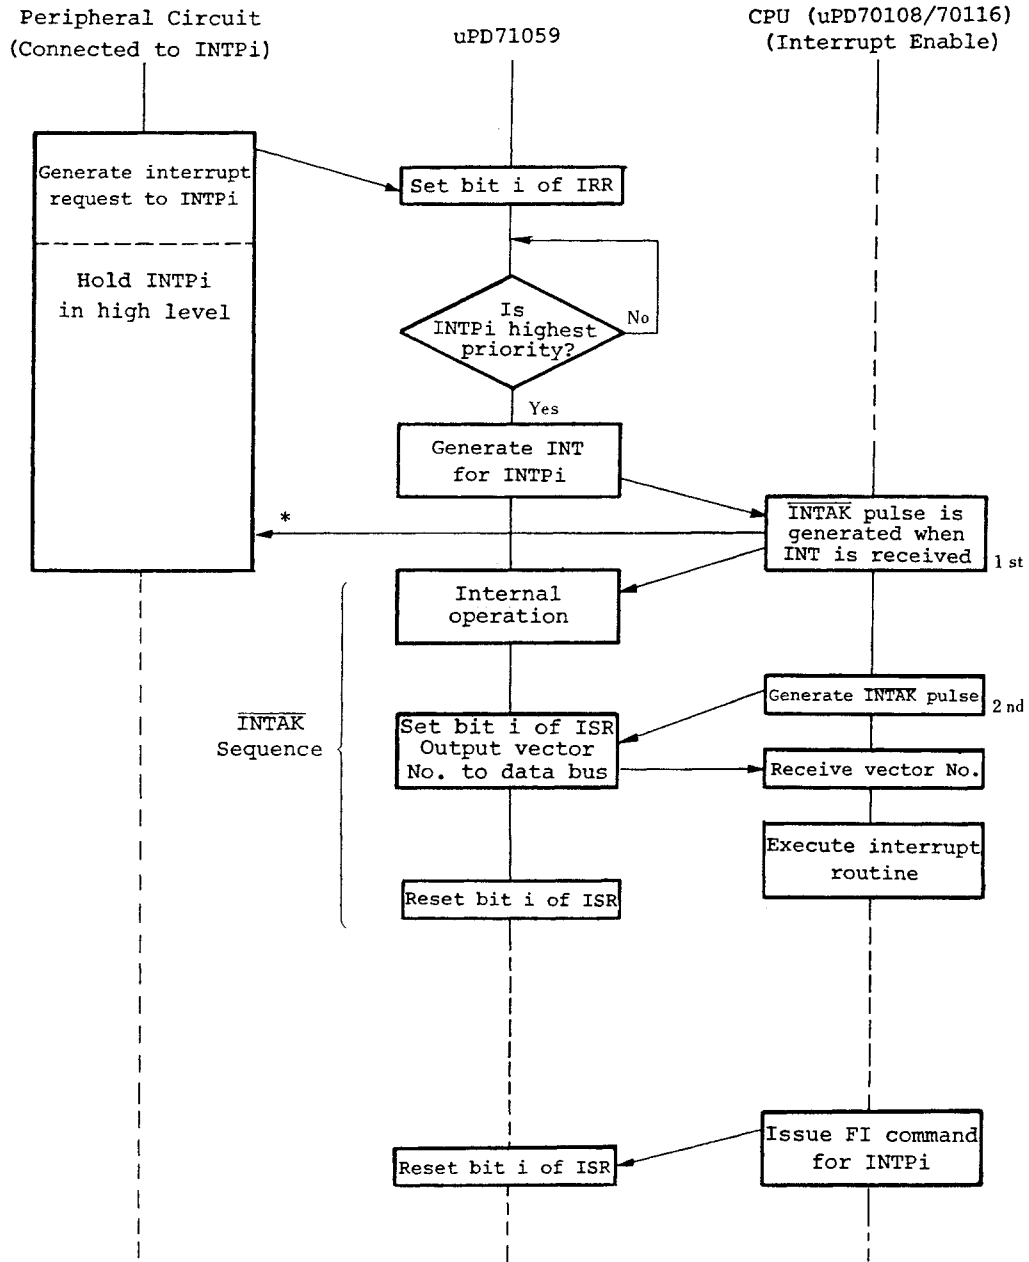 Peripheral Circuit
(Connected to INTPi)
uPD71059
CPU (uPD70108/70116)
(Interrupt Enable)
Generate interrupt
request to INTPi
Hold INTPi
in high level
Set bit i of IRR
Is
INTPi highest
priority?
No
Yes
Generate INT
for INTPi
*
INTAK pulse is
generated when
INT is received
1 st
Internal
operation
INTAK
Sequence
Generate INTAK pulse
2 nd
Set bit i of ISR
Output vector
No. to data bus
Receive vector No.
Execute interrupt
routine
Reset bit i of ISR
Issue FI command
for INTPi
Reset bit i of ISR